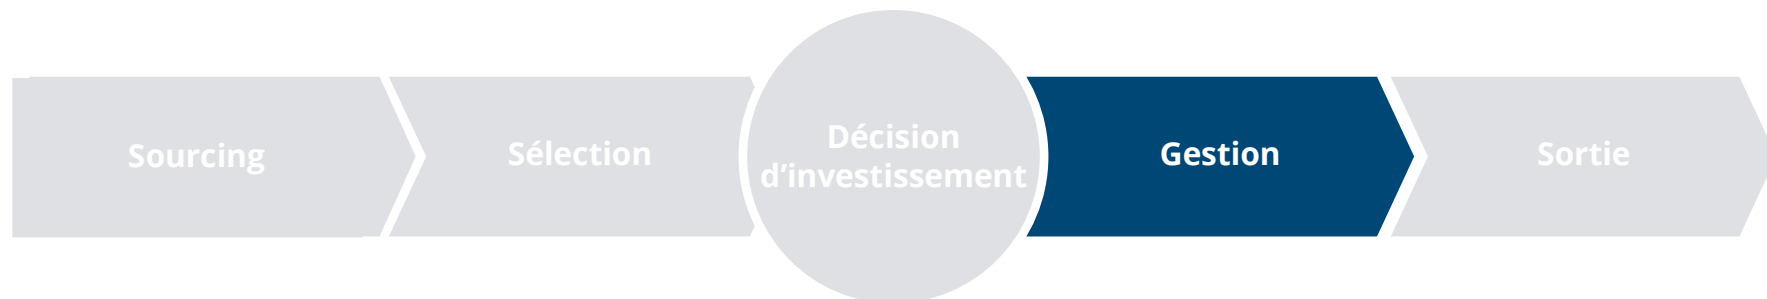 Sourcing
Sélection
Décision
d’investissement
Gestion
Sortie